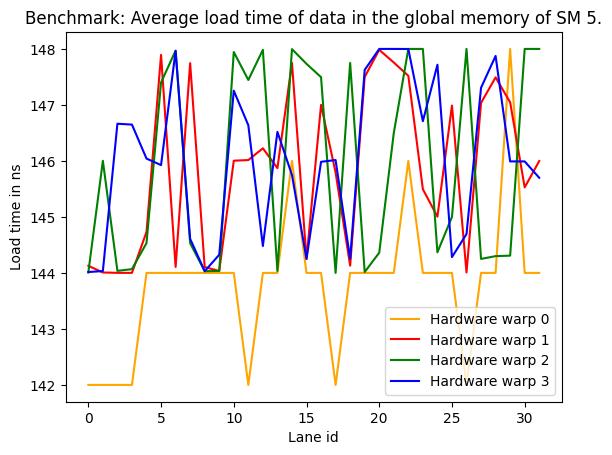 Benchmark: Average load time of data in the global memory of SM 5.
Load time in ns
148
147
146
145
144
143
142
0
5
10
15
20
25
30
Lane id
Hardware warp 0
Hardware warp 1
Hardware warp 2
Hardware warp 3